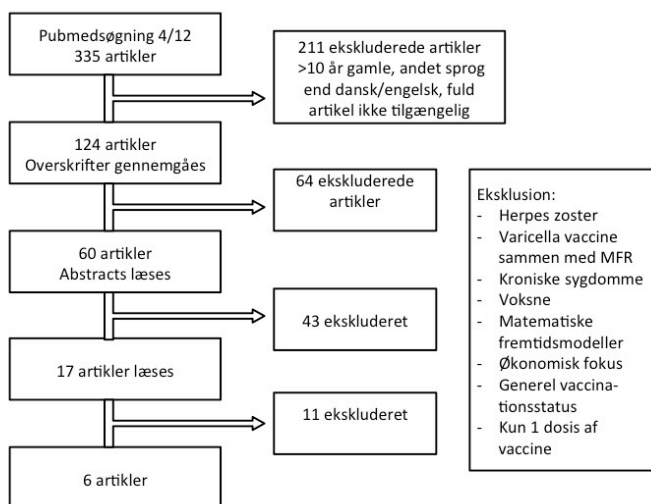 Pubmedsøgning 4/12
335 artikler
211 ekskluderede artikler
>10 år gamle, andet sprog
end dansk/engelsk, fuld
artikel ikke tilgængelig
124 artikler
Overskrifter gennemgåes
64 ekskluderede
artikler
60 artikler
Abstracts læses
43 ekskluderet
17 artikler læses
11 ekskluderet
6 artikler
Eksklusion:
- Herpes zoster
- Varicella vaccine
sammen med MFR
- Kroniske sygdomme
- Voksne
- Matematiske
fremtidsmodeller
- Økonomisk fokus
- Generel vaccina-
tionsstatus
- Kun 1 dosis af
vaccine